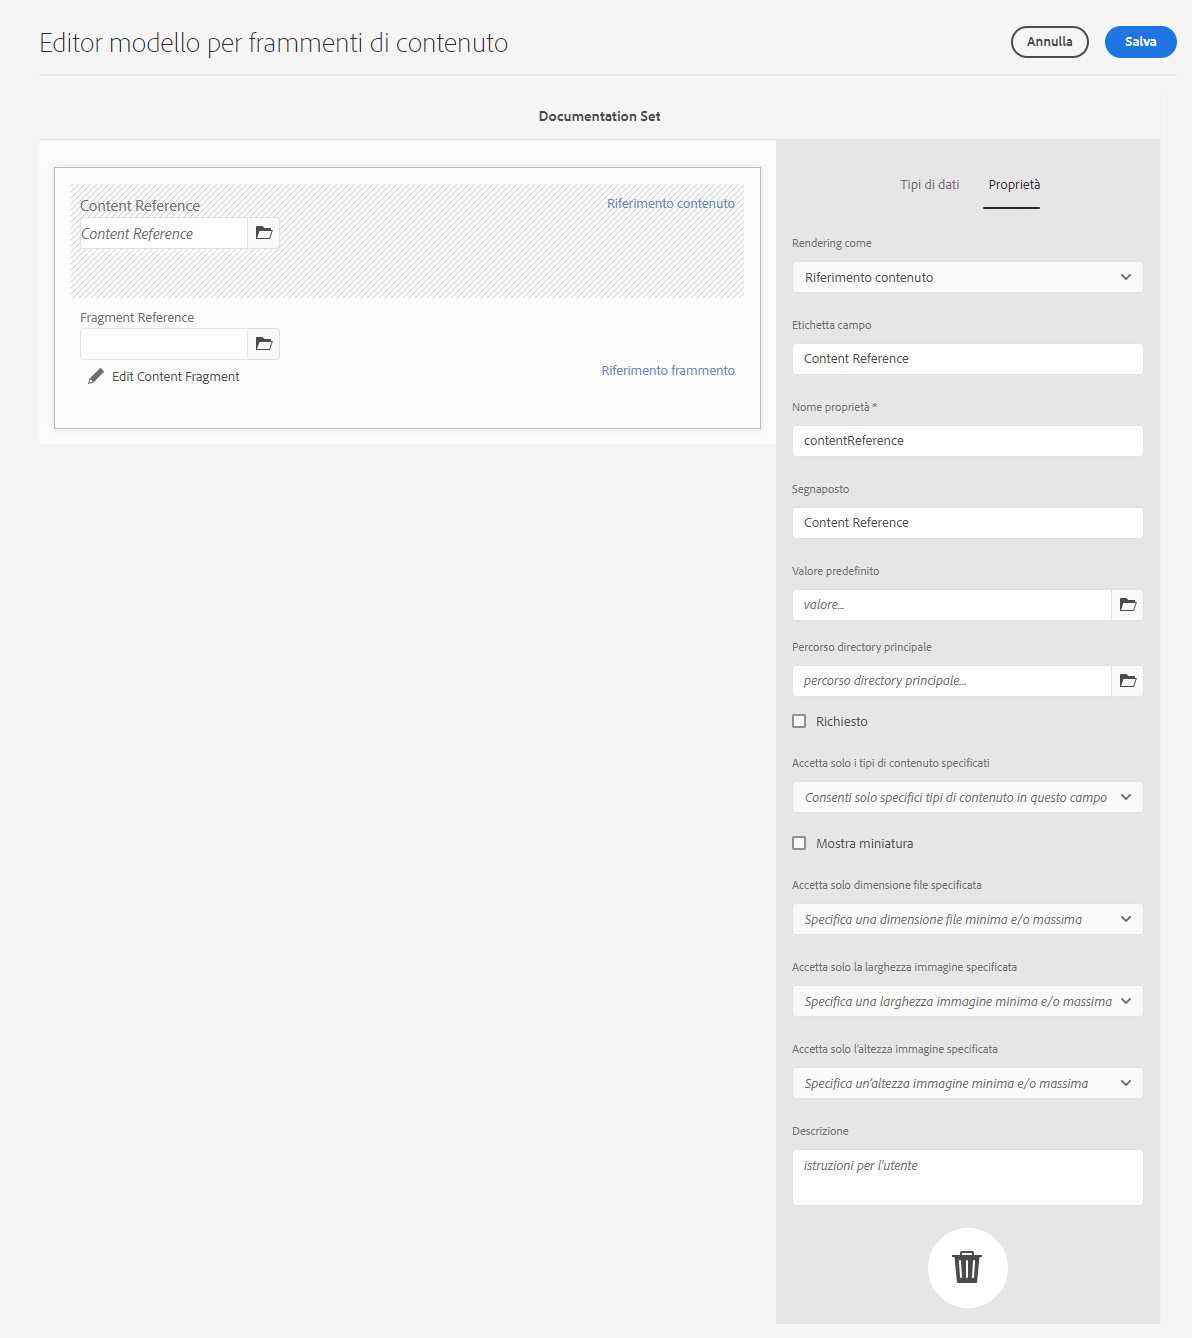 Editor modello per frammenti di contenuto
Annulla
Salva
Documentation Set
Content Reference
Riferimento contenuto
Content Reference
Fragment Reference
Edit Content Fragment
Riferimento frammento
Tipi di dati
Proprietà
Rendering come
Riferimento contenuto
Etichetta campo
Content Reference
Nome proprietà *
contentReference
Segnaposto
Content Reference
Valore predefinito
valore...
Percorso directory principale
percorso directory principale...
Richiesto
Accetta solo i tipi di contenuto specificati
Consenti solo specifici tipi di contenuto in questo campo
Mostra miniatura
Accetta solo dimensione file specificata
Specifica una dimensione file minima e/o massima
Accetta solo la larghezza immagine specificata
Specifica una larghezza immagine minima e/o massima
Accetta solo l'altezza immagine specificata
Specifica un'altezza immagine minima e/o massima
Descrizione
istruzioni per l'utente